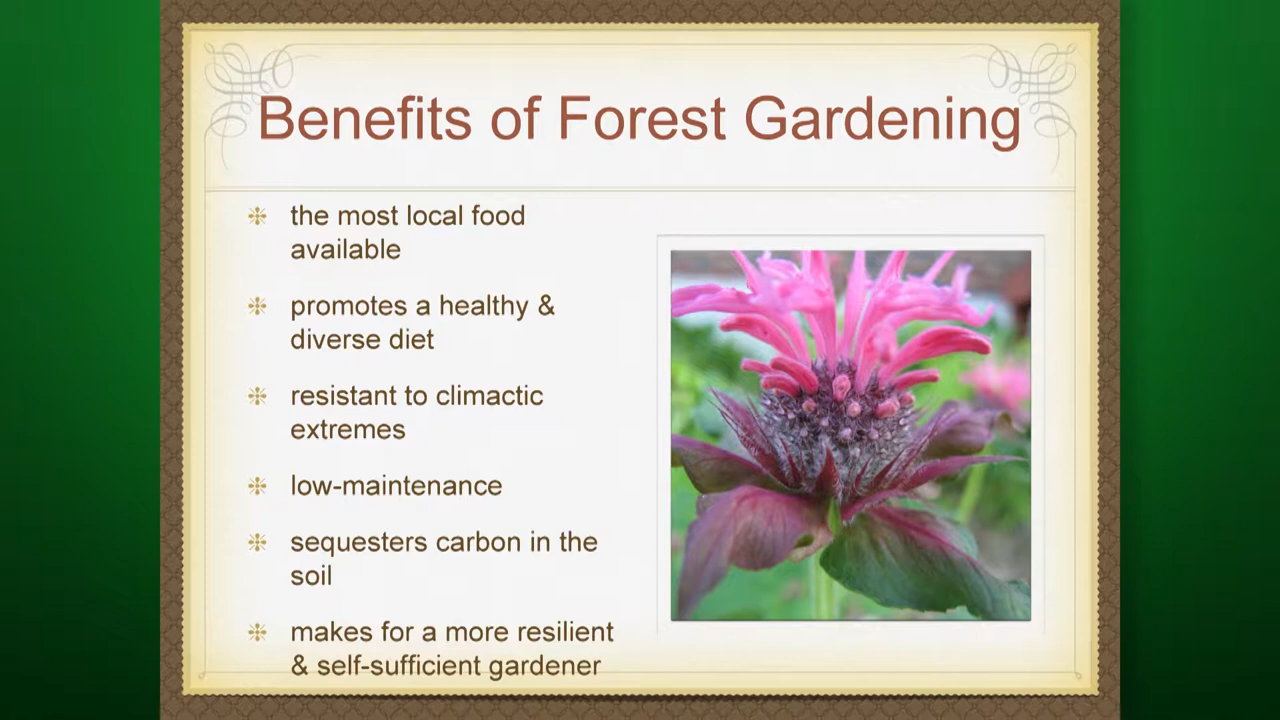 Benefits of Forest Gardening
the most local food
available
promotes a healthy &
diverse diet
resistant to climactic
extremes
low-maintenance
sequesters carbon in the
soil
makes for a more resilient
& self-sufficient gardener